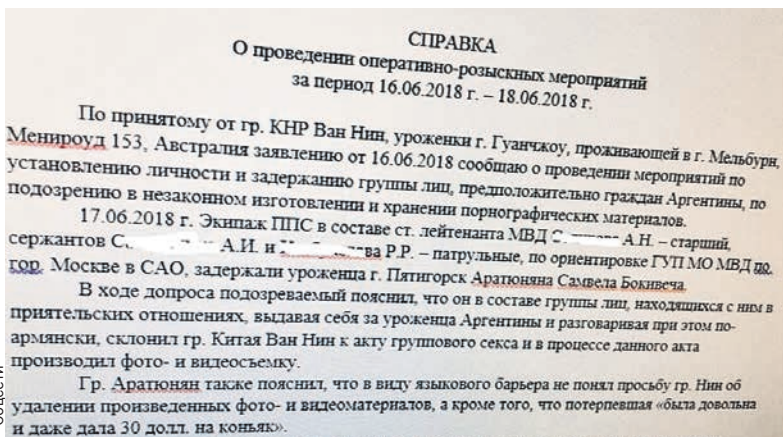 СПРАВКА
О проведении оперативно-розыскных мероприятий
за период 16.06.2018 г. – 18.06.2018 г.
По принятому от гр. КНР Ван Нин, уроженки г. Гуанчжоу, проживающей в г. Мельбурн,
Менироуд 153, Австралия заявлению от 16.06.2018 сообщаю о проведении мероприятий по
установлению личности и задержанию группы лиц, предположительно граждан Аргентины, по
подозрению в незаконном изготовлении и хранении порнографических материалов.
17.06.2018 г. Экипаж ППС в составе ст. лейтенанта МВД А.Н. – старший,
сержантов А.И. и Р.Р. – патрульные, по ориентировке ГУП МО МВД по
гор. Москве в САО, задержали уроженца г. Пятигорск Аратюняна Самвела Бокивеча.
В ходе допроса подозреваемый пояснил, что он в составе группы лиц, находящихся с ним в
приятельских отношениях, выдавая себя за уроженца Аргентины и разговаривая при этом по-
армянски, склонил гр. Китая Ван Нин к акту группового секса и в процессе данного акта
производил фото- и видеосъемку.
Гр. Аратюнян также пояснил, что в виду языкового барьера не понял просьбу гр. Нин об
удалении произведенных фото- и видеоматериалов, а кроме того, что потерпевшая «была довольна
и даже дала 30 долл. на коньяк».